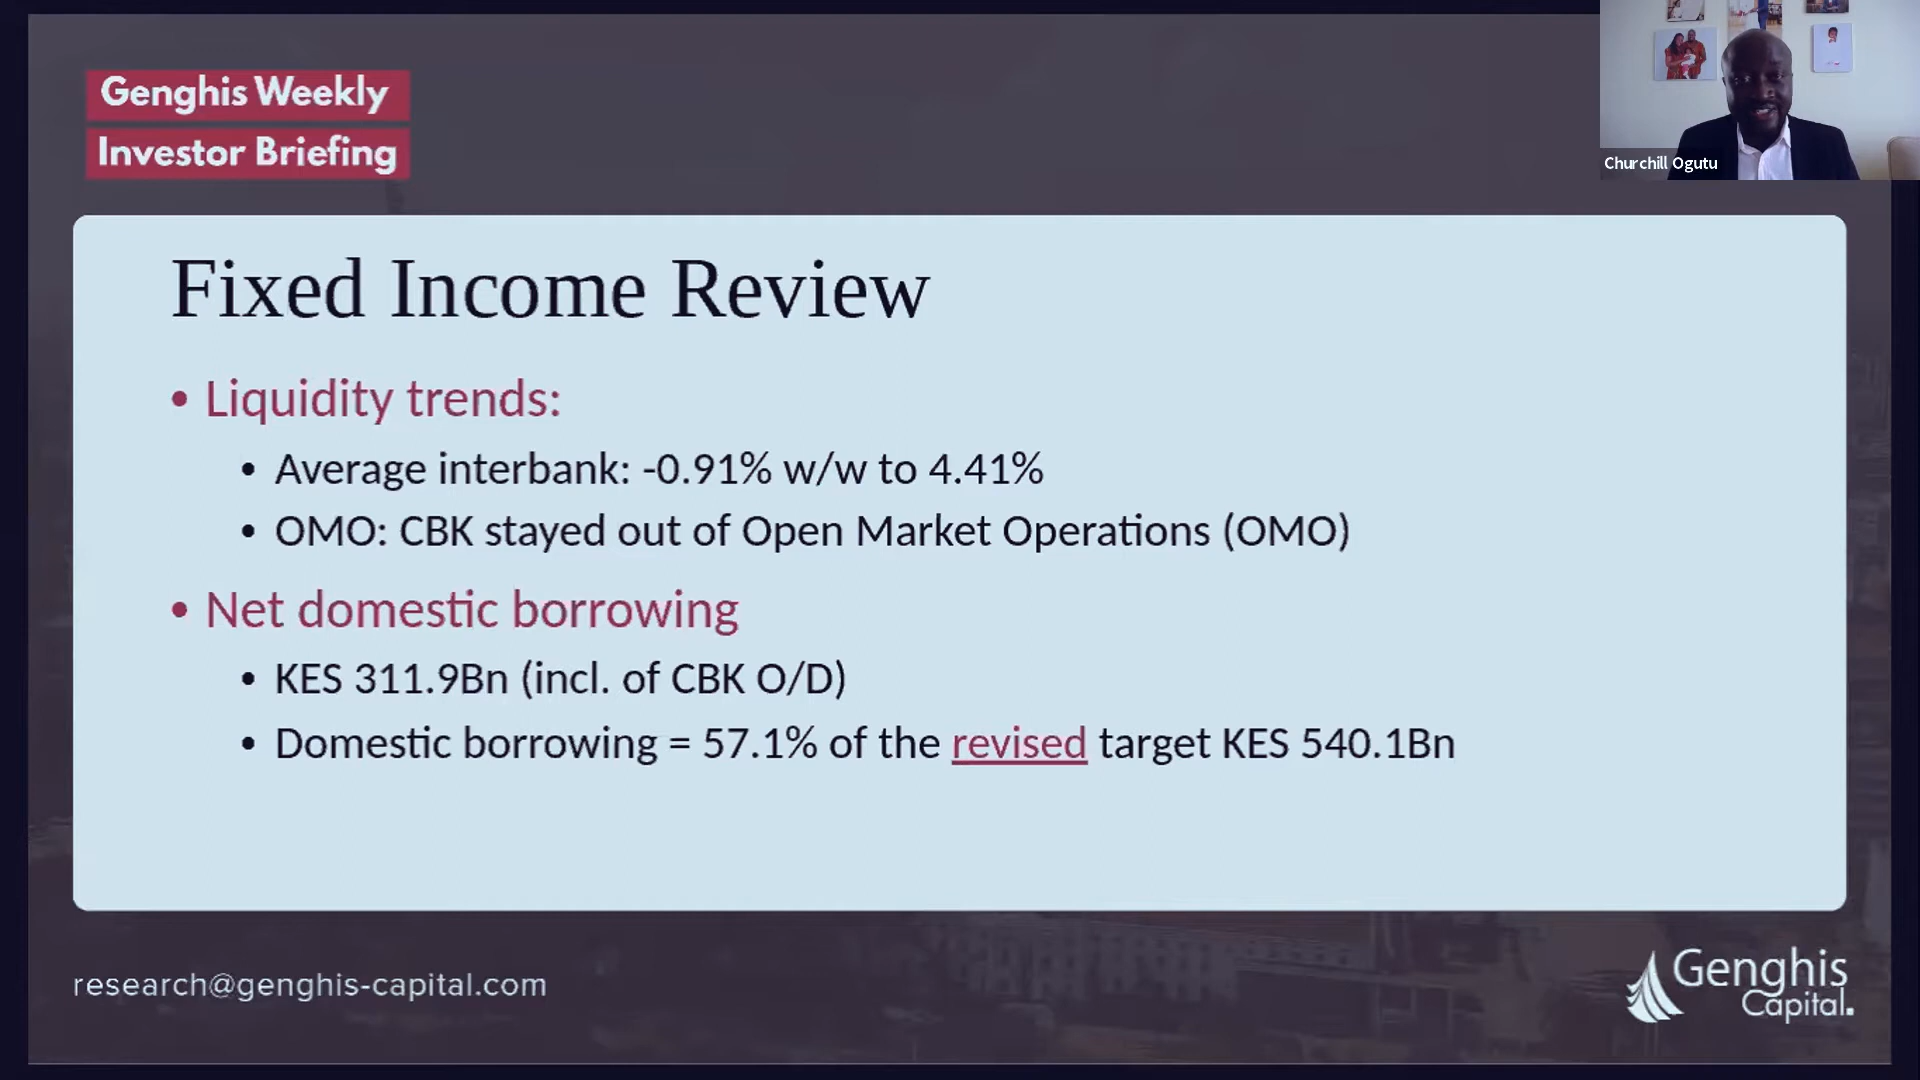 Genghis Weekly
Investor Briefing
Churchill Ogutu
Fixed Income Review
• Liquidity trends:
• Average interbank: -0.91% w/w to 4.41%
• OMO: CBK stayed out of Open Market Operations (OMO)
• Net domestic borrowing
• KES 311.9Bn (incl. of CBK O/D)
• Domestic borrowing = 57.1% of the revised target KES 540.1Bn
research@genghis-capital.com
Genghis
Capital.